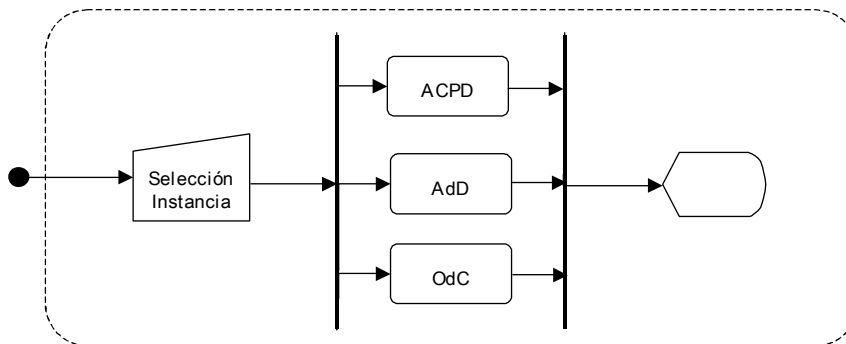 ACPD
Selección
Instancia
AdD
OdC